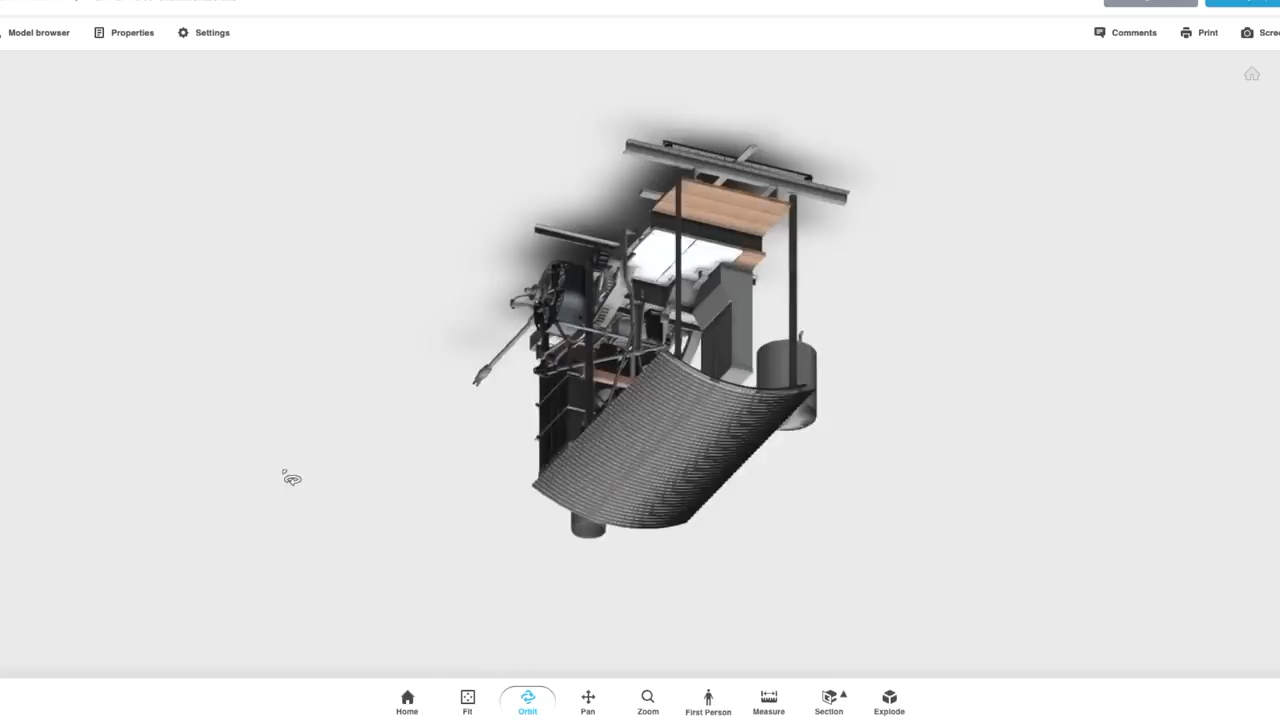 Model browser Properties Settings Comments Print
Home Fit Orbit Pan Zoom First Person Measure Section Explode